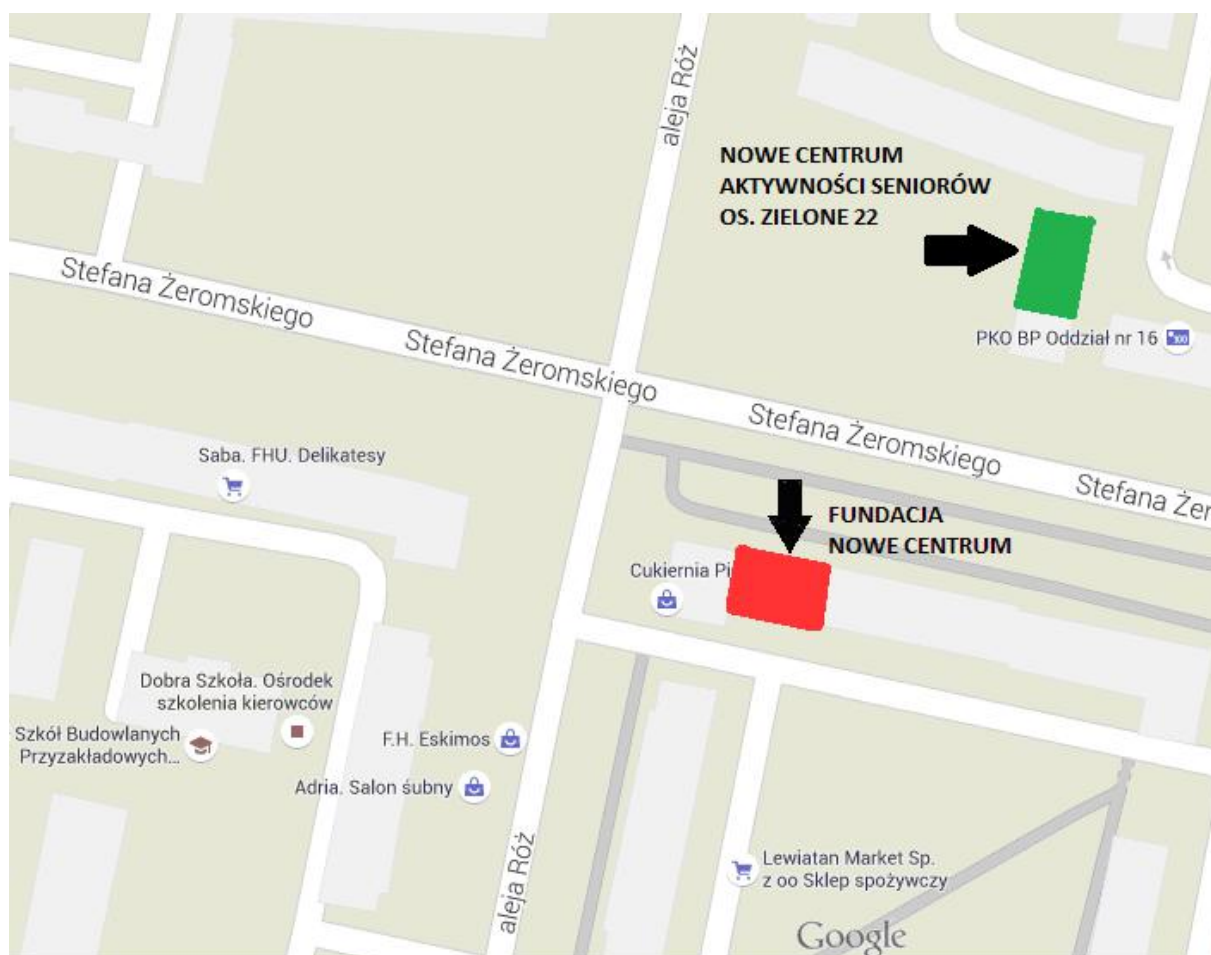 aleja Róż
NOWE CENTRUM
AKTYWNOŚCI SENIORÓW
OS. ZIELONE 22
Stefana Żeromskiego
Stefana Żeromskiego
PKO BP Oddział nr 16
Stefana Żeromskiego
Stefana Żer
Saba. FHU. Delikatesy
FUNDACJA
NOWE CENTRUM
Cukiernia Pi
Dobra Szkoła. Ośrodek
szkolenia kierowców
Szkół Budowlanych
Przyzakładowych...
F.H. Eskimos
Adria. Salon śubny
aleja Róż
Lewiatan Market Sp.
z oo Sklep spożywczy
Google